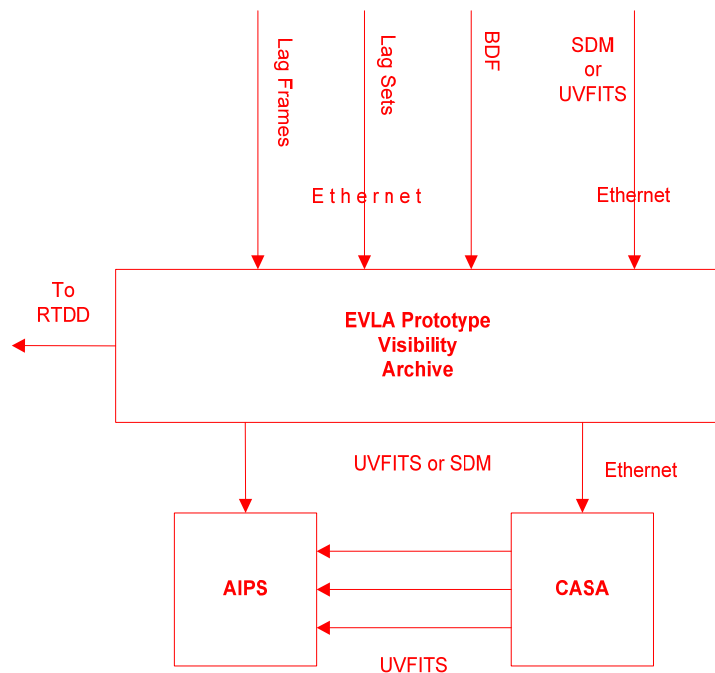 Lag Frames
Lag Sets
BDF
SDM
or
UVFITS
E t h e r n e t
Ethernet
To
RTDD
EVLA Prototype
Visibility
Archive
UVFITS or SDM
Ethernet
AIPS
CASA
UVFITS